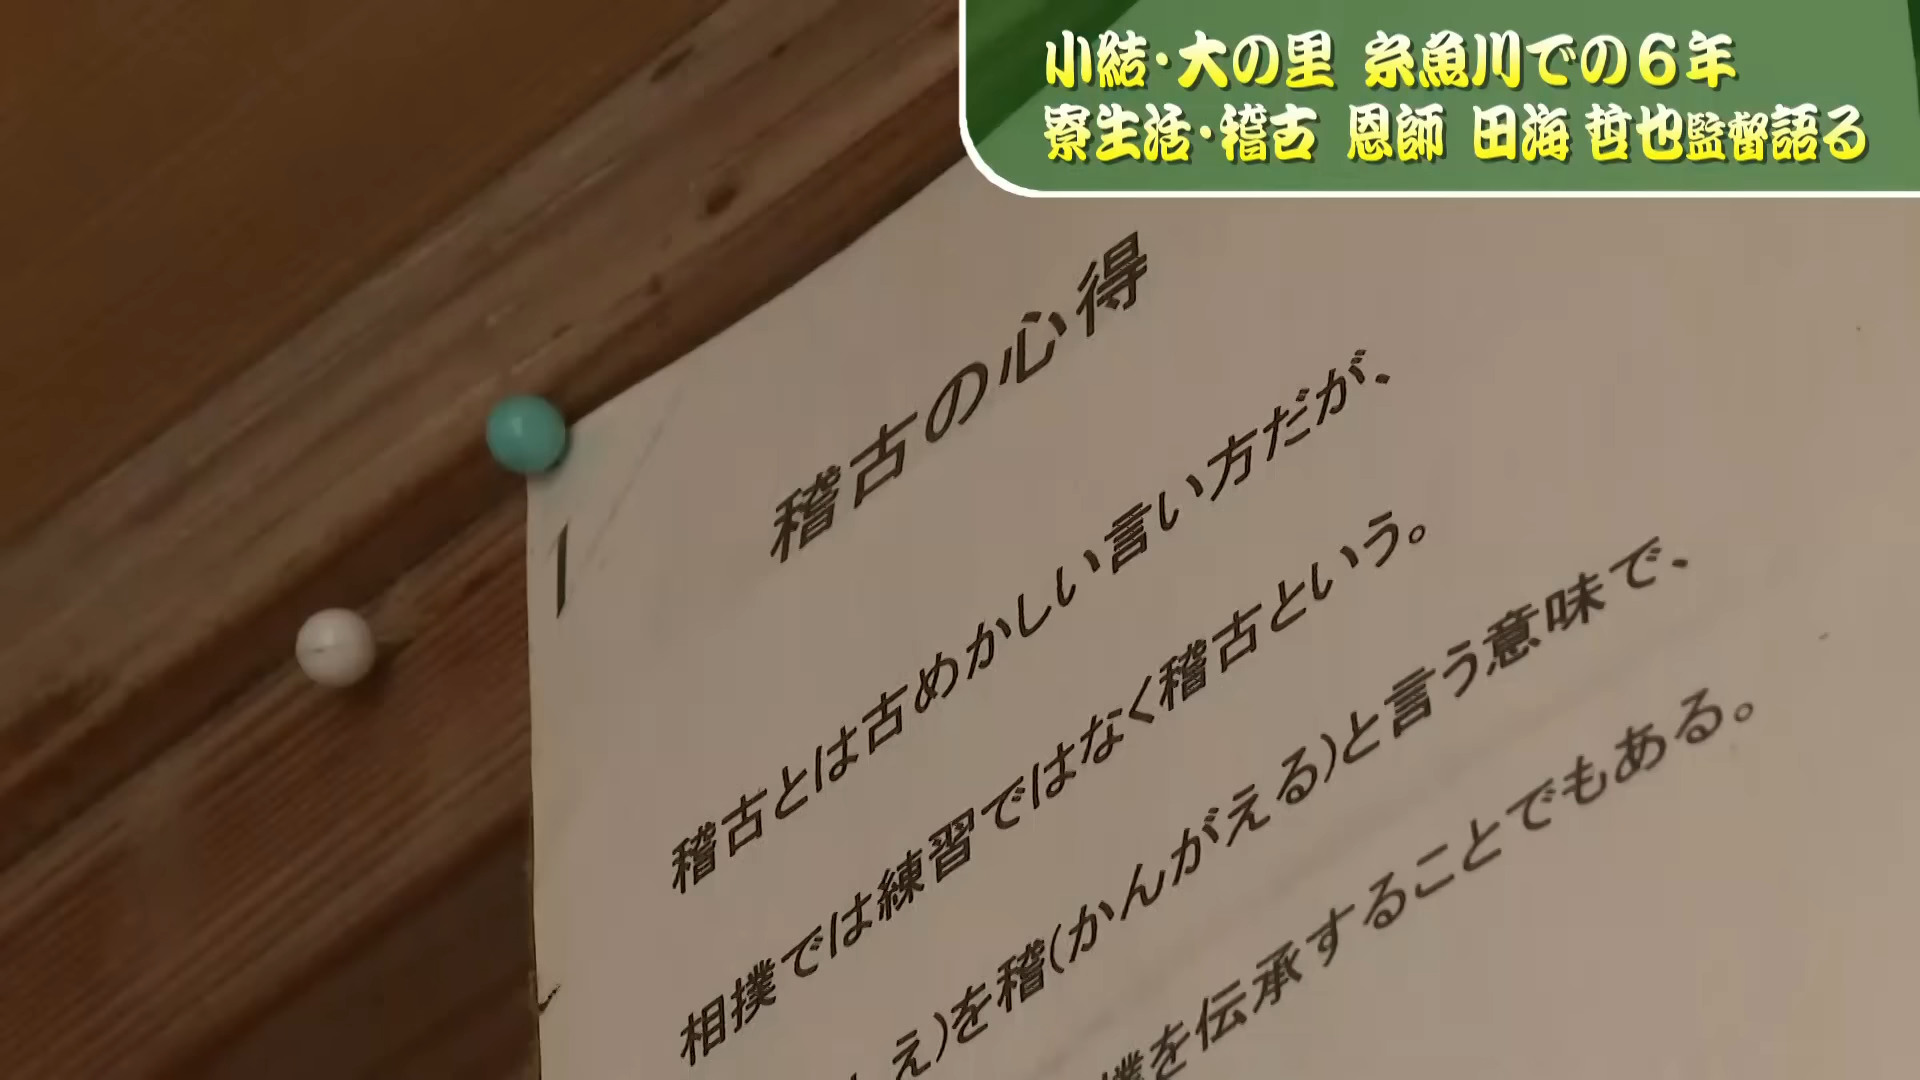 小結・大の里 糸魚川での6年
寮生活・稽古 恩師 田海 哲也監督語る
稽古の心得
稽古とは古めかしい言い方だが、
相撲では練習ではなく稽古という。
え)を稽(かんがえる)と言う意味で、
撲を伝承することでもある。